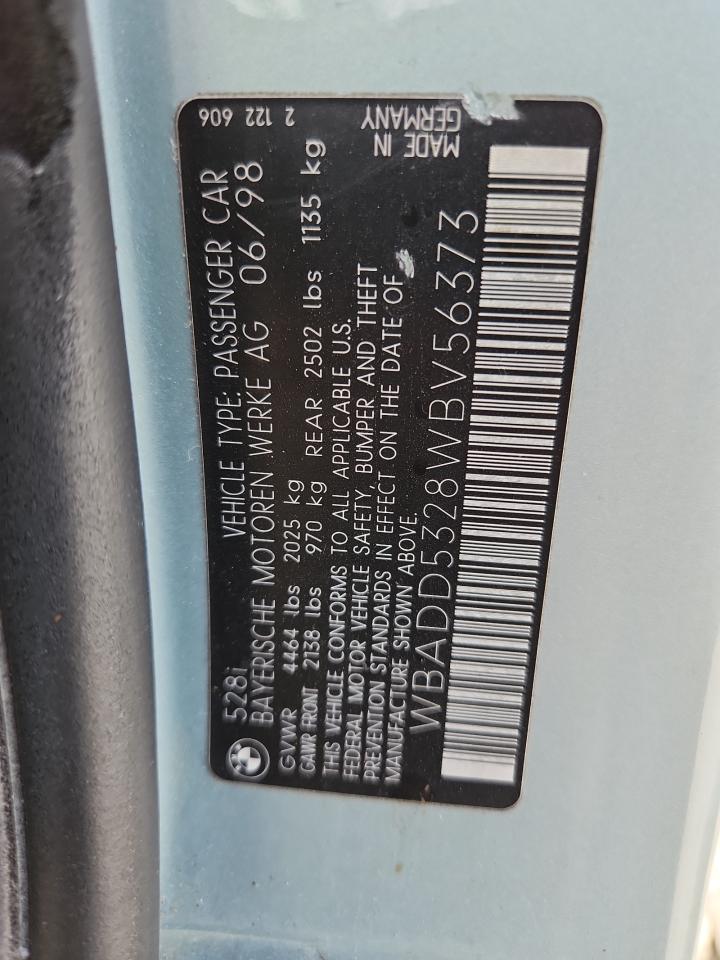 528i VEHICLE TYPE: PASSENGER CAR 2 122 606
BAYERISCHE MOTOREN WERKE AG 06/98
GVWR 4464 lbs 2025 kg
GAWR FRONT 2138 lbs 970 kg REAR 2502 lbs 1135 kg
THIS VEHICLE CONFORMS TO ALL APPLICABLE U.S.
FEDERAL MOTOR VEHICLE SAFETY, BUMPER AND THEFT
PREVENTION STANDARDS IN EFFECT ON THE DATE OF
MANUFACTURE SHOWN ABOVE.
MADE IN
GERMANY
WBADD5328WBV56373